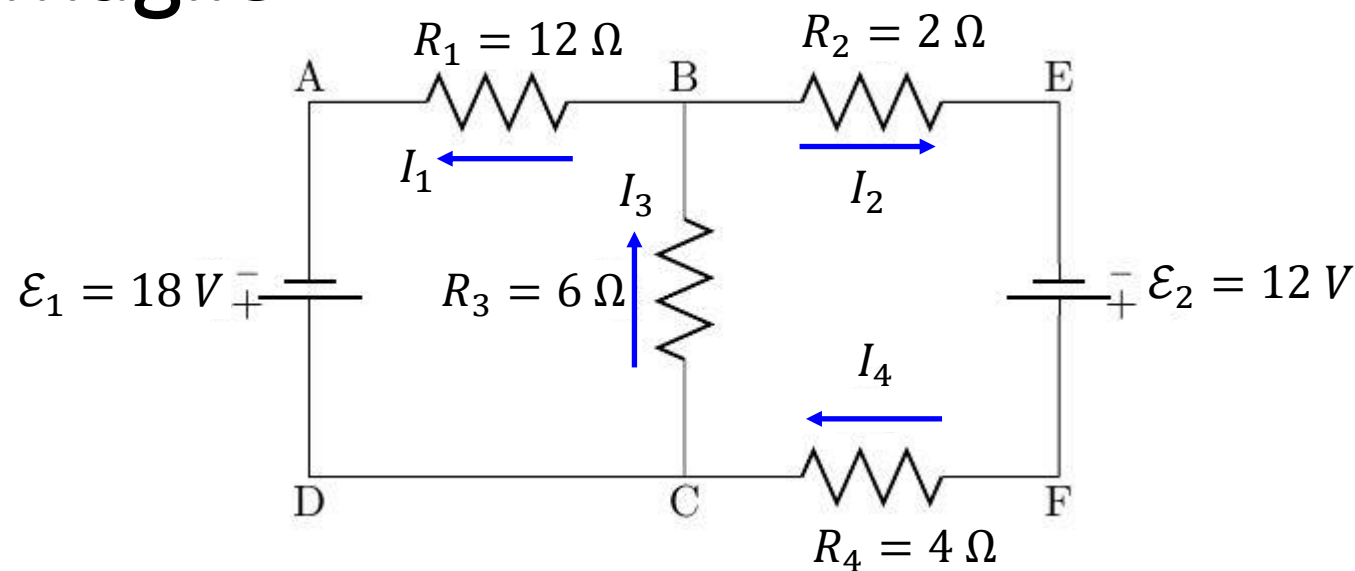 R₁ = 12 Ω
R₂ = 2 Ω
A
B
E
I₁
I₃
I₂
ℰ₁ = 18 V
−
+
R₃ = 6 Ω
−
+
ℰ₂ = 12 V
I₄
D
C
F
R₄ = 4 Ω